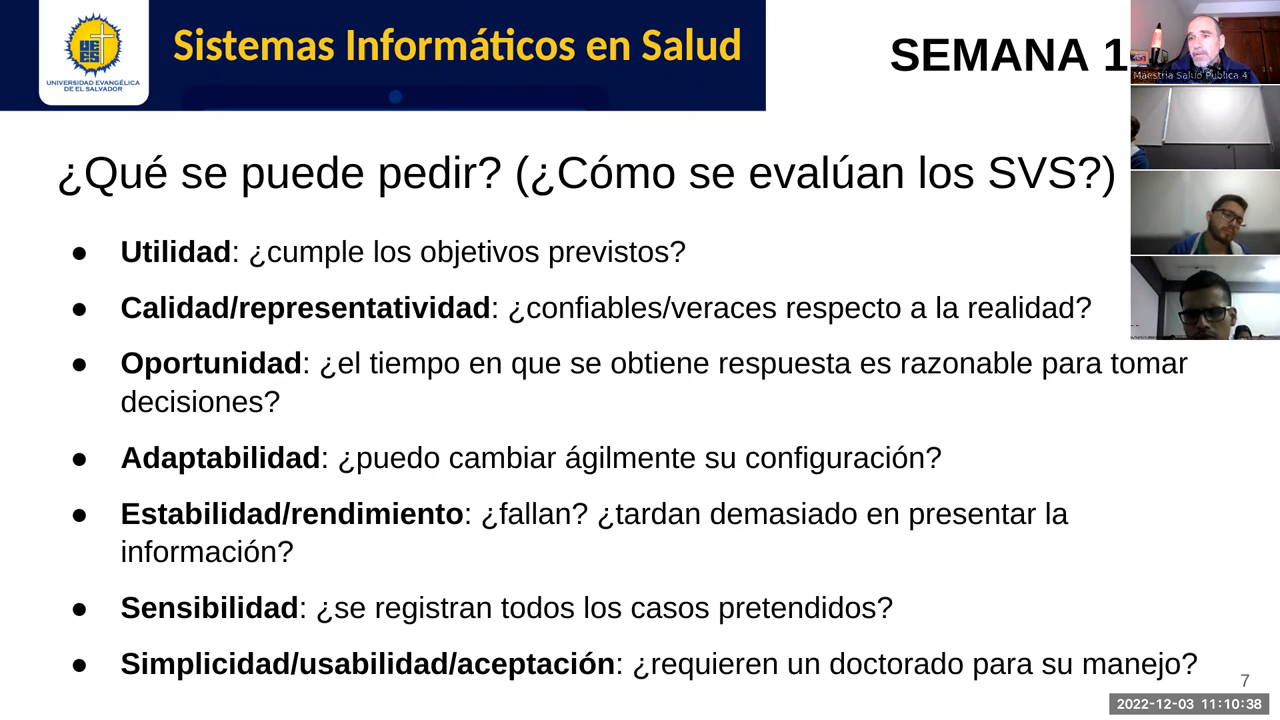 Sistemas Informáticos en Salud
UNIVERSIDAD EVANGÉLICA
DE EL SALVADOR
SEMANA 1
Maestria Salud Publica 4
¿Qué se puede pedir? (¿Cómo se evalúan los SVS?)
● Utilidad: ¿cumple los objetivos previstos?
● Calidad/representatividad: ¿confiables/veraces respecto a la realidad?
● Oportunidad: ¿el tiempo en que se obtiene respuesta es razonable para tomar
decisiones?
● Adaptabilidad: ¿puedo cambiar ágilmente su configuración?
● Estabilidad/rendimiento: ¿fallan? ¿tardan demasiado en presentar la
información?
● Sensibilidad: ¿se registran todos los casos pretendidos?
● Simplicidad/usabilidad/aceptación: ¿requieren un doctorado para su manejo?
7
2022-12-03 11:10:38